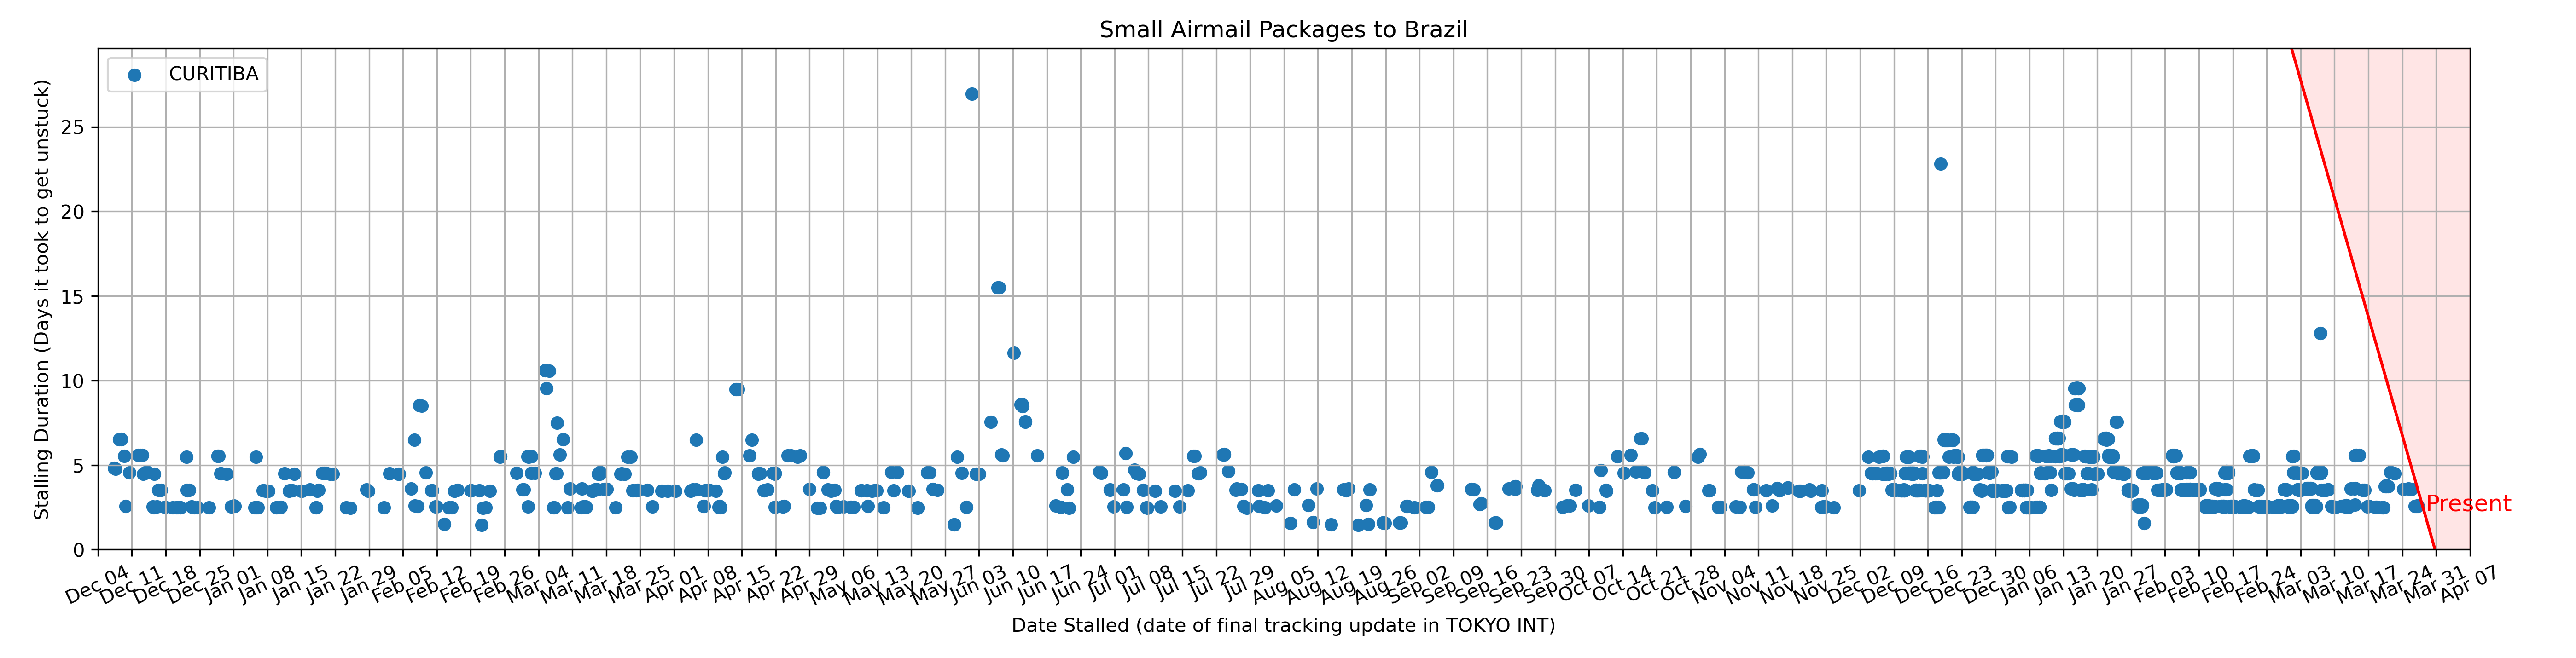 Small Airmail Packages to Brazil
CURITIBA
Stalling Duration (Days it took to get unstuck)
25
20
15
10
5
0
Present
Dec 04 Dec 11 Dec 18 Dec 25 Jan 01 Jan 08 Jan 15 Jan 22 Jan 29 Feb 05 Feb 12 Feb 19 Feb 26 Mar 04 Mar 11 Mar 18 Mar 25 Apr 01 Apr 08 Apr 15 Apr 22 Apr 29 May 06 May 13 May 20 May 27 Jun 03 Jun 10 Jun 17 Jun 24 Jul 01 Jul 08 Jul 15 Jul 22 Jul 29 Aug 05 Aug 12 Aug 19 Aug 26 Sep 02 Sep 09 Sep 16 Sep 23 Sep 30 Oct 07 Oct 14 Oct 21 Oct 28 Nov 04 Nov 11 Nov 18 Nov 25 Dec 02 Dec 09 Dec 16 Dec 23 Dec 30 Jan 06 Jan 13 Jan 20 Jan 27 Feb 03 Feb 10 Feb 17 Feb 24 Mar 03 Mar 10 Mar 17 Mar 24 Mar 31 Apr 07
Date Stalled (date of final tracking update in TOKYO INT)